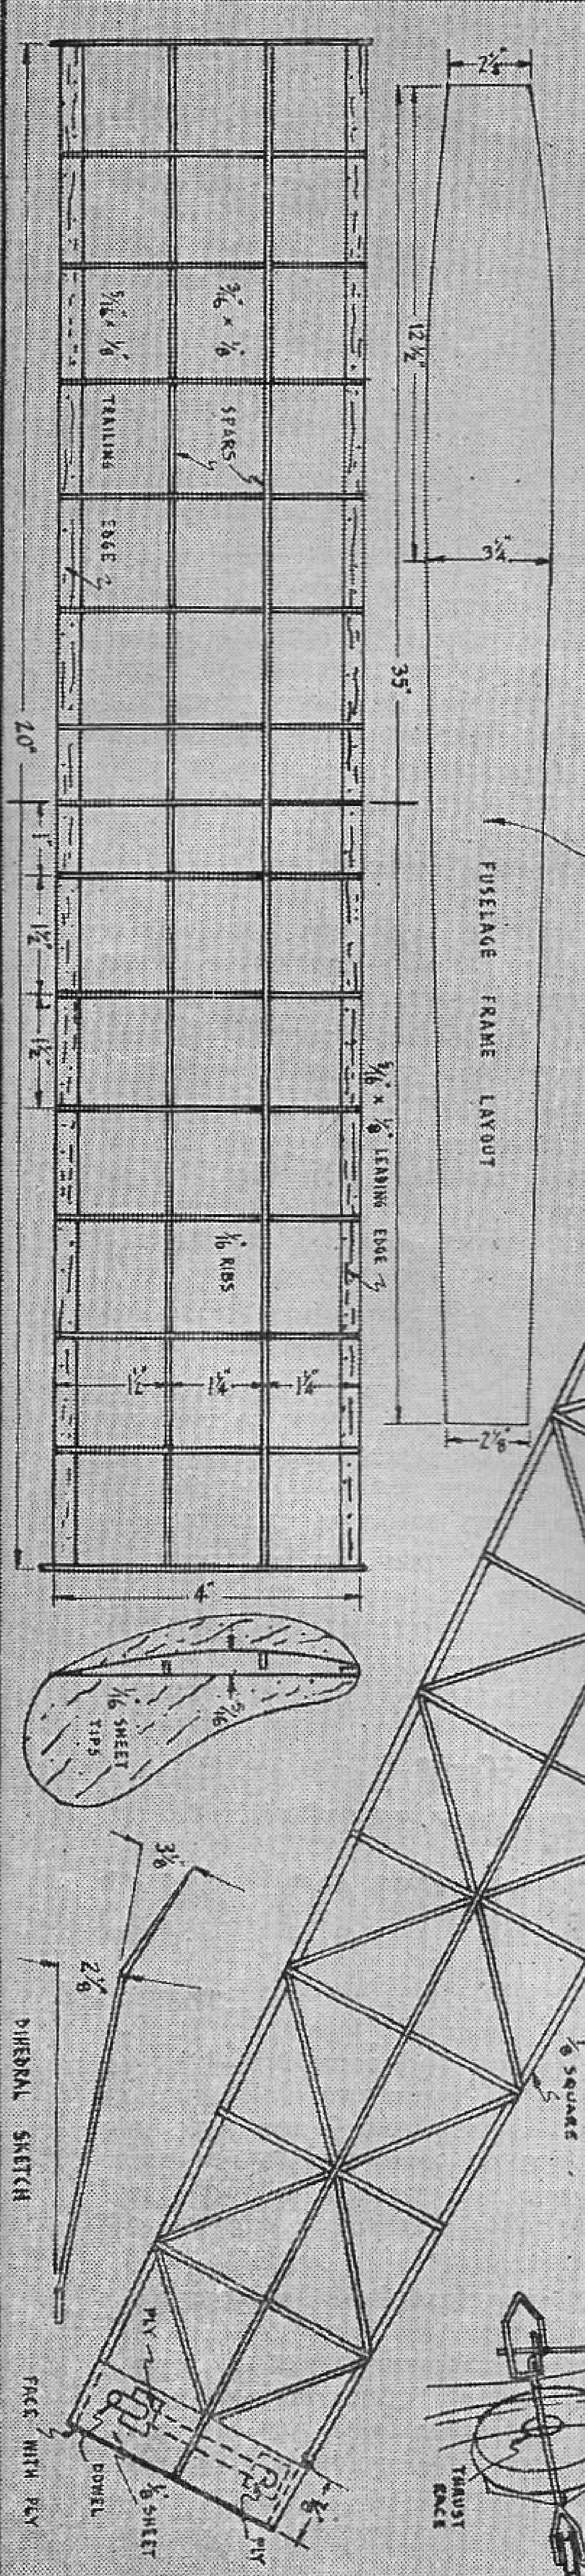 2¼"
12½"
3¼"
35"
FUSELAGE FRAME LAYOUT
2⅛"
3/16 × ⅛"
SPARS
5/16 × ⅛"
TRAILING EDGE
20"
1"
1½"
1½"
3/16" × ⅛" LEADING EDGE
1/16" RIBS
1½"
1¼"
1¼"
4"
5/16"
1/16" SHEET
TIPS
3⅛
2⅛
DIHEDRAL SKETCH
⅛ SQUARE
THRUST
RACE
PLY
⅛" SHEET
DOWEL
PLY
FACE WITH PLY